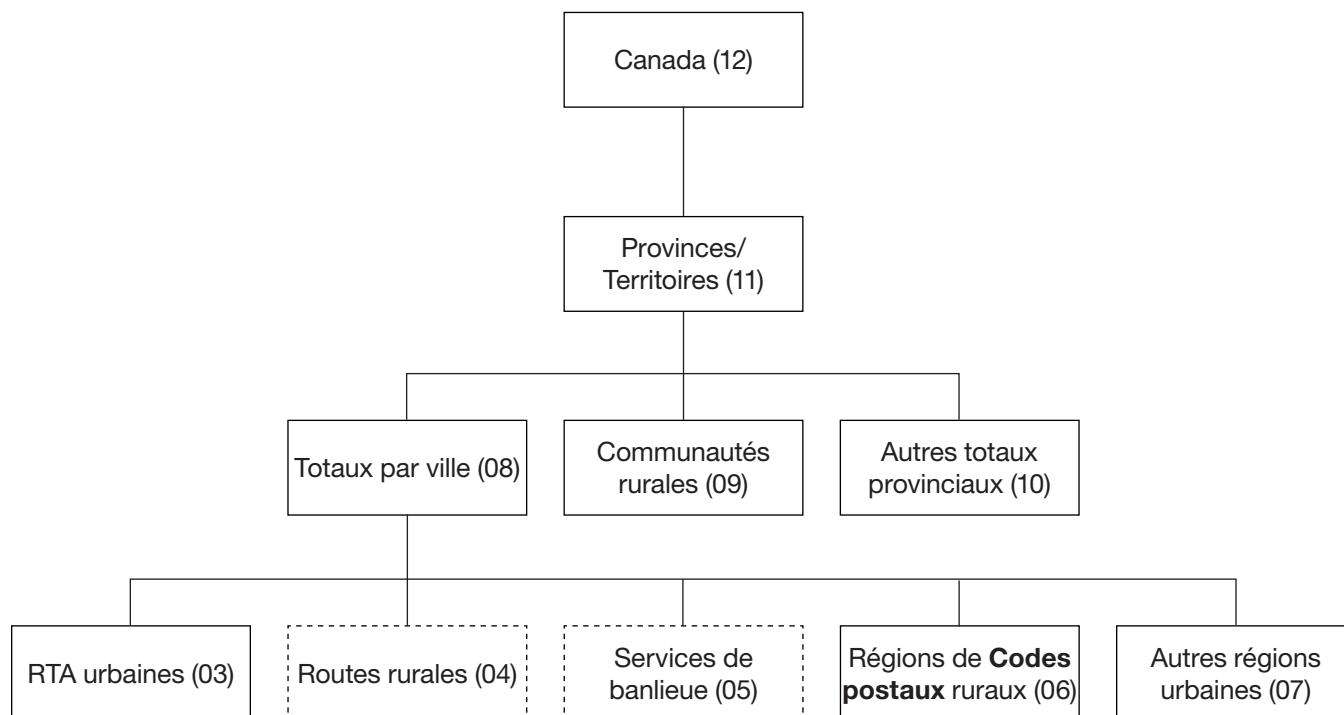 Canada (12)
Provinces/
Territoires (11)
Totaux par ville (08)
Communautés
rurales (09)
Autres totaux
provinciaux (10)
RTA urbaines (03)
Routes rurales (04)
Services de
banlieue (05)
Régions de Codes
postaux ruraux (06)
Autres régions
urbaines (07)